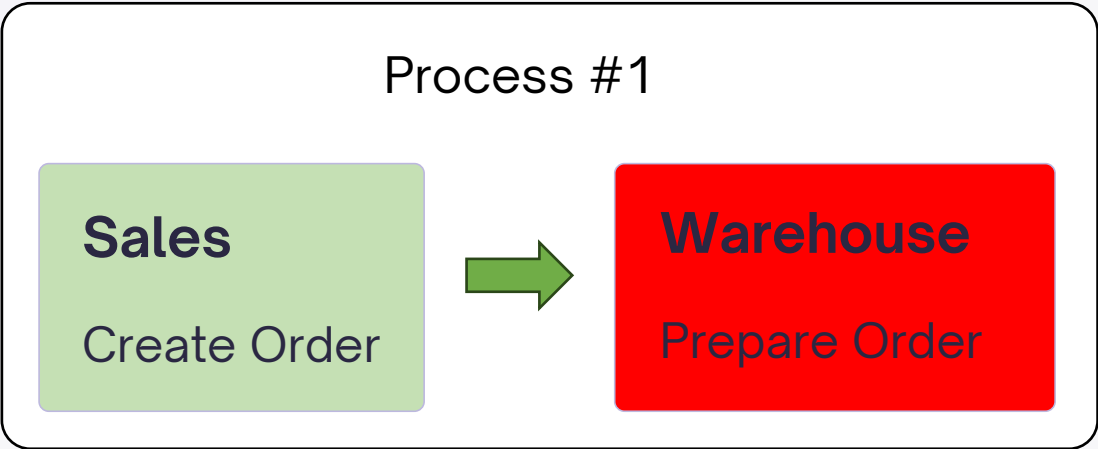 Process #1
Sales
Create Order
Warehouse
Prepare Order